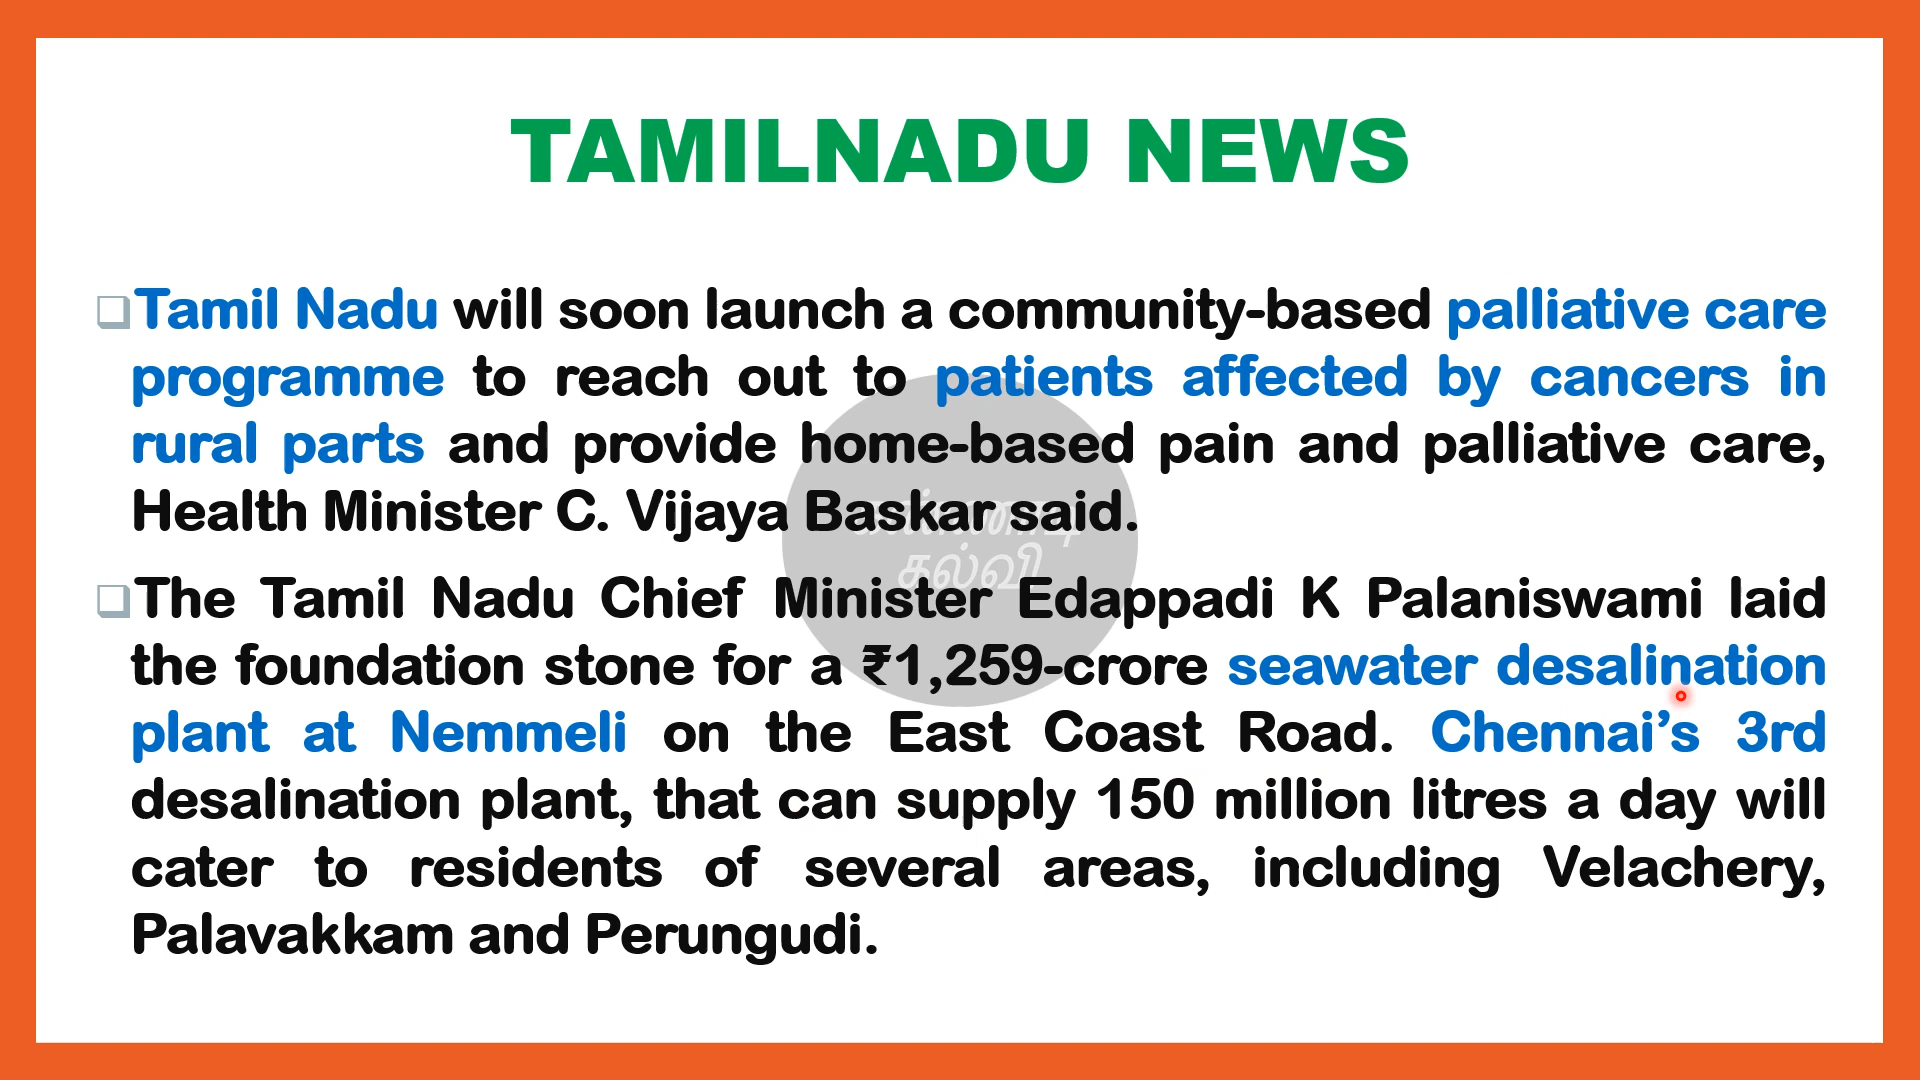 TAMILNADU NEWS
Tamil Nadu will soon launch a community-based palliative care
programme to reach out to patients affected by cancers in
rural parts and provide home-based pain and palliative care,
Health Minister C. Vijaya Baskar said.
The Tamil Nadu Chief Minister Edappadi K Palaniswami laid
the foundation stone for a ₹1,259-crore seawater desalination
plant at Nemmeli on the East Coast Road. Chennai’s 3rd
desalination plant, that can supply 150 million litres a day will
cater to residents of several areas, including Velachery,
Palavakkam and Perungudi.
கல்வி